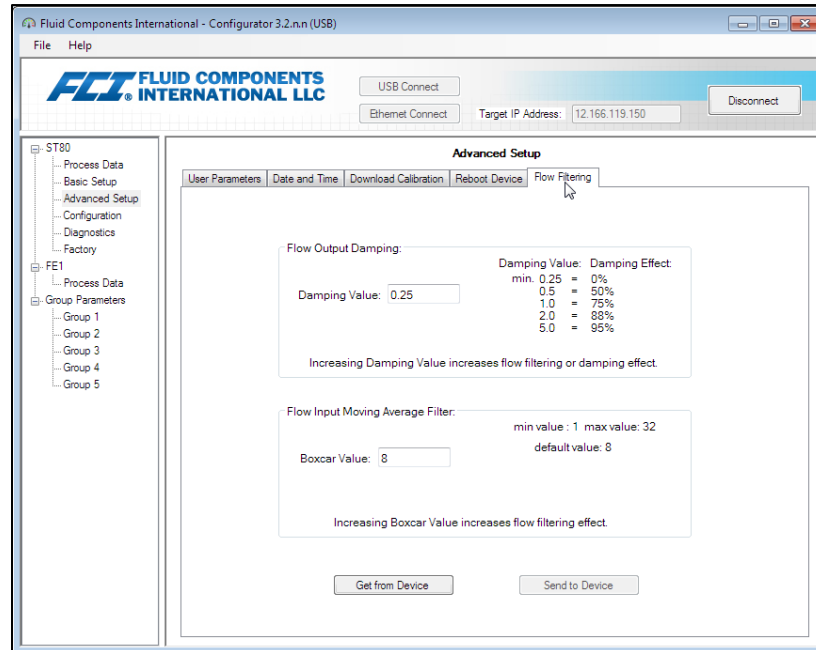 Fluid Components International - Configurator 3.2.n.n (USB)
File Help
FCI® FLUID COMPONENTS
INTERNATIONAL LLC
USB Connect
Ethernet Connect
Target IP Address: 12.166.119.150
Disconnect
ST80
Process Data
Basic Setup
Advanced Setup
Configuration
Diagnostics
Factory
FE1
Process Data
Group Parameters
Group 1
Group 2
Group 3
Group 4
Group 5
Advanced Setup
User Parameters Date and Time Download Calibration Reboot Device Flow Filtering
Flow Output Damping:
Damping Value: 0.25
Damping Value: Damping Effect:
min. 0.25 = 0%
0.5 = 50%
1.0 = 75%
2.0 = 88%
5.0 = 95%
Increasing Damping Value increases flow filtering or damping effect.
Flow Input Moving Average Filter:
min value : 1 max value: 32
default value: 8
Boxcar Value: 8
Increasing Boxcar Value increases flow filtering effect.
Get from Device Send to Device